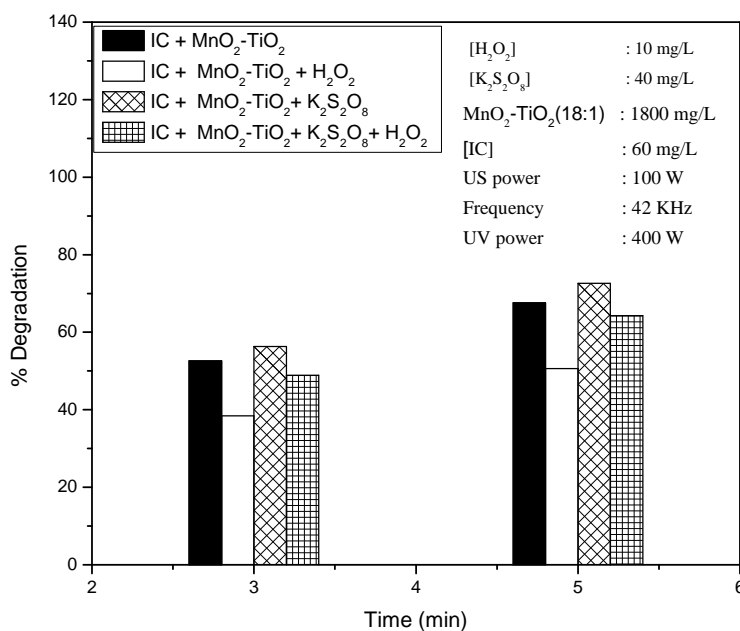 IC + MnO₂-TiO₂
IC + MnO₂-TiO₂ + H₂O₂
IC + MnO₂-TiO₂+ K₂S₂O₈
IC + MnO₂-TiO₂+ K₂S₂O₈+ H₂O₂
[H₂O₂] : 10 mg/L
[K₂S₂O₈] : 40 mg/L
MnO₂-TiO₂(18:1) : 1800 mg/L
[IC] : 60 mg/L
US power : 100 W
Frequency : 42 KHz
UV power : 400 W
% Degradation
140
120
100
80
60
40
20
0
2 3 4 5 6
Time (min)